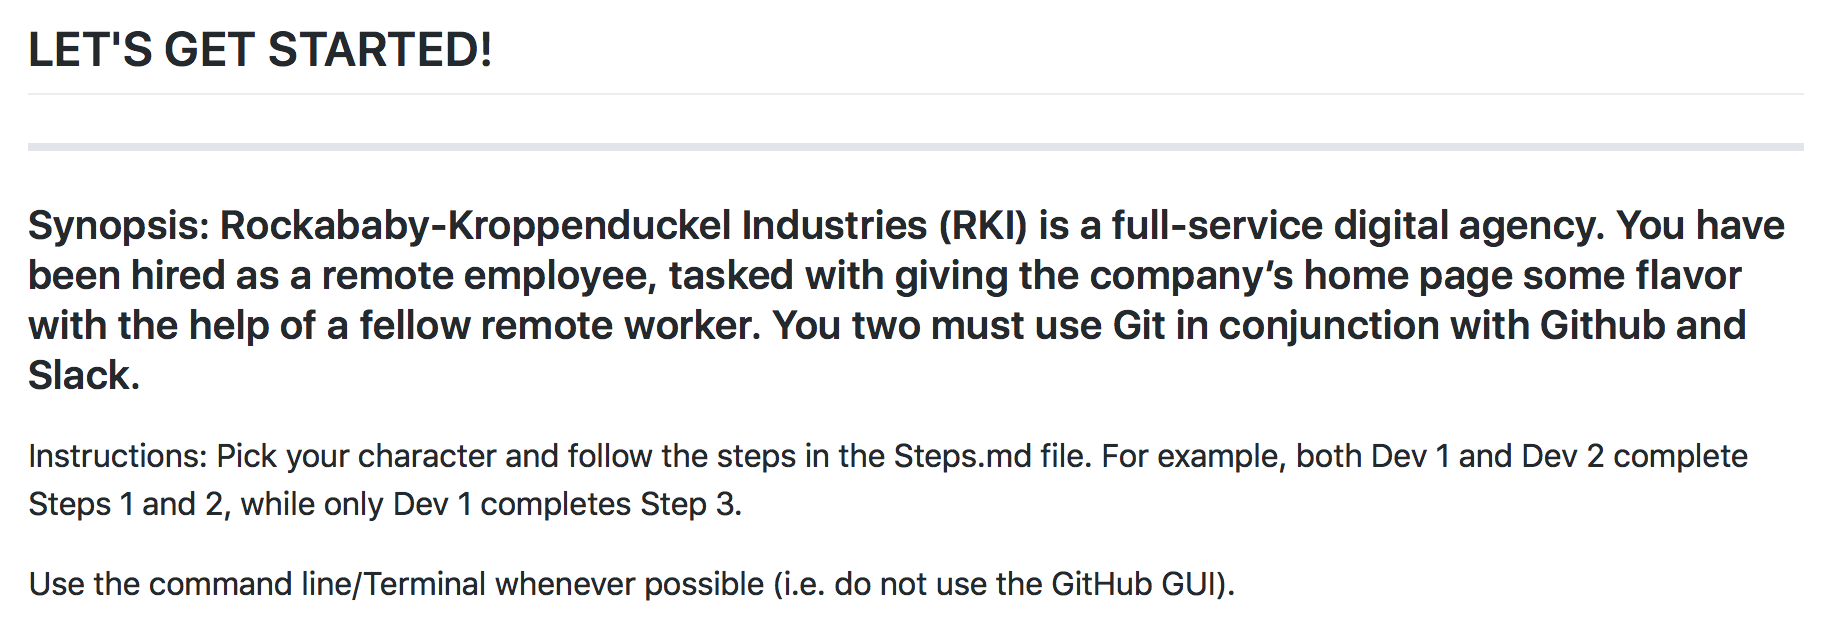 LET'S GET STARTED!
Synopsis: Rockababy-Kroppenduckel Industries (RKI) is a full-service digital agency. You have
been hired as a remote employee, tasked with giving the company’s home page some flavor
with the help of a fellow remote worker. You two must use Git in conjunction with Github and
Slack.
Instructions: Pick your character and follow the steps in the Steps.md file. For example, both Dev 1 and Dev 2 complete
Steps 1 and 2, while only Dev 1 completes Step 3.
Use the command line/Terminal whenever possible (i.e. do not use the GitHub GUI).